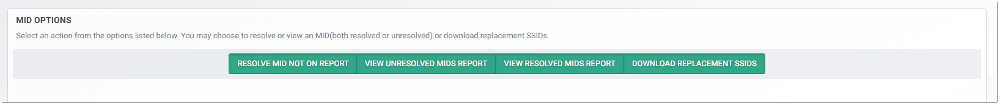 MID OPTIONS
Select an action from the options listed below. You may choose to resolve or view an MID(both resolved or unresolved) or download replacement SSIDs.
RESOLVE MID NOT ON REPORT VIEW UNRESOLVED MIDS REPORT VIEW RESOLVED MIDS REPORT DOWNLOAD REPLACEMENT SSIDS